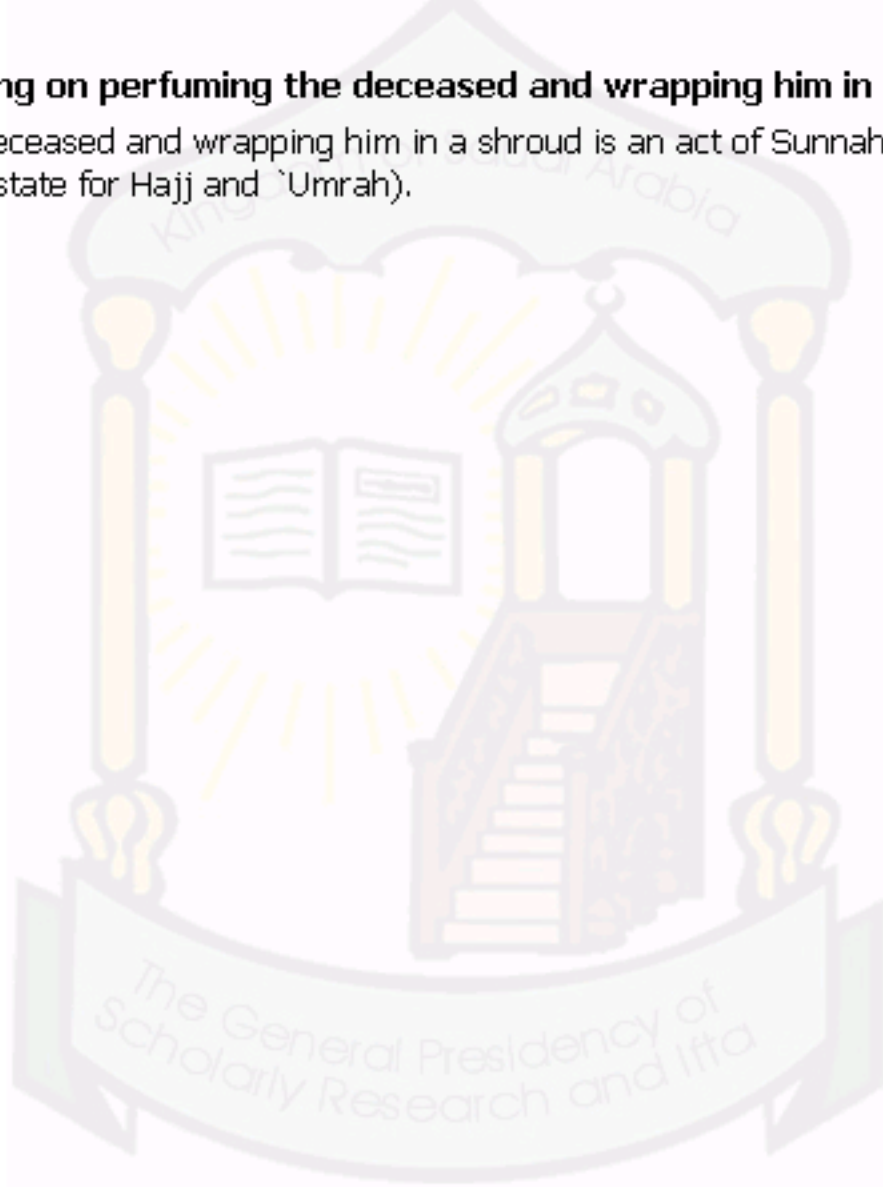 ng on perfuming the deceased and wrapping him in
eceased and wrapping him in a shroud is an act of Sunnah
state for Hajj and `Umrah).
Kingdom of Saudi Arabia
The General Presidency of
Scholarly Research and Ifta